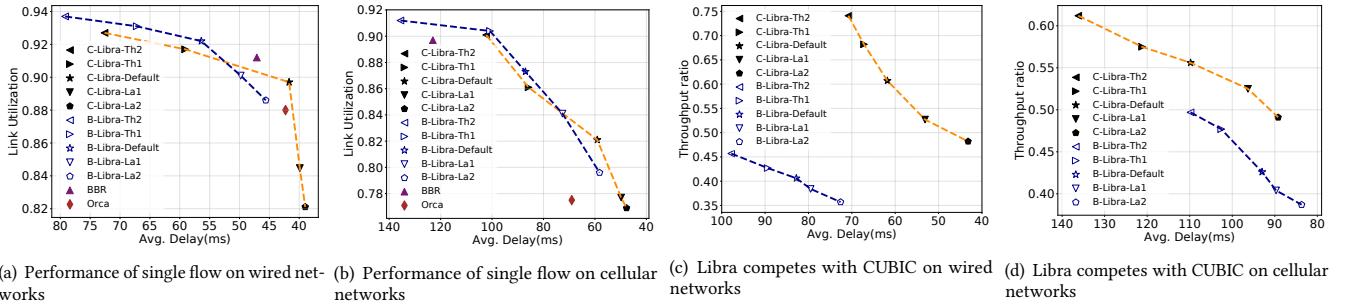 0.94
0.92
0.90
0.88
0.86
0.84
0.82
Link Utilization
C-Libra-Th2
C-Libra-Th1
C-Libra-Default
C-Libra-La1
C-Libra-La2
B-Libra-Th2
B-Libra-Th1
B-Libra-Default
B-Libra-La1
B-Libra-La2
BBR
Orca
80 75 70 65 60 55 50 45 40
Avg. Delay(ms)
(a) Performance of single flow on wired net-
works
0.92
0.90
0.88
0.86
0.84
0.82
0.80
0.78
Link Utilization
C-Libra-Th2
C-Libra-Th1
C-Libra-Default
C-Libra-La1
C-Libra-La2
B-Libra-Th2
B-Libra-Th1
B-Libra-Default
B-Libra-La1
B-Libra-La2
BBR
Orca
140 120 100 80 60 40
Avg. Delay(ms)
(b) Performance of single flow on cellular
networks
0.75
0.70
0.65
0.60
0.55
0.50
0.45
0.40
0.35
Throughput ratio
C-Libra-Th2
C-Libra-Th1
C-Libra-Default
C-Libra-La1
C-Libra-La2
B-Libra-Th2
B-Libra-Th1
B-Libra-Default
B-Libra-La1
B-Libra-La2
100 90 80 70 60 50 40
Avg. Delay(ms)
(c) Libra competes with CUBIC on wired
networks
0.60
0.55
0.50
0.45
0.40
Throughput ratio
C-Libra-Th2
C-Libra-Th1
C-Libra-Default
C-Libra-La1
C-Libra-La2
B-Libra-Th2
B-Libra-Th1
B-Libra-Default
B-Libra-La1
B-Libra-La2
140 130 120 110 100 90 80
Avg. Delay(ms)
(d) Libra competes with CUBIC on cellular
networks